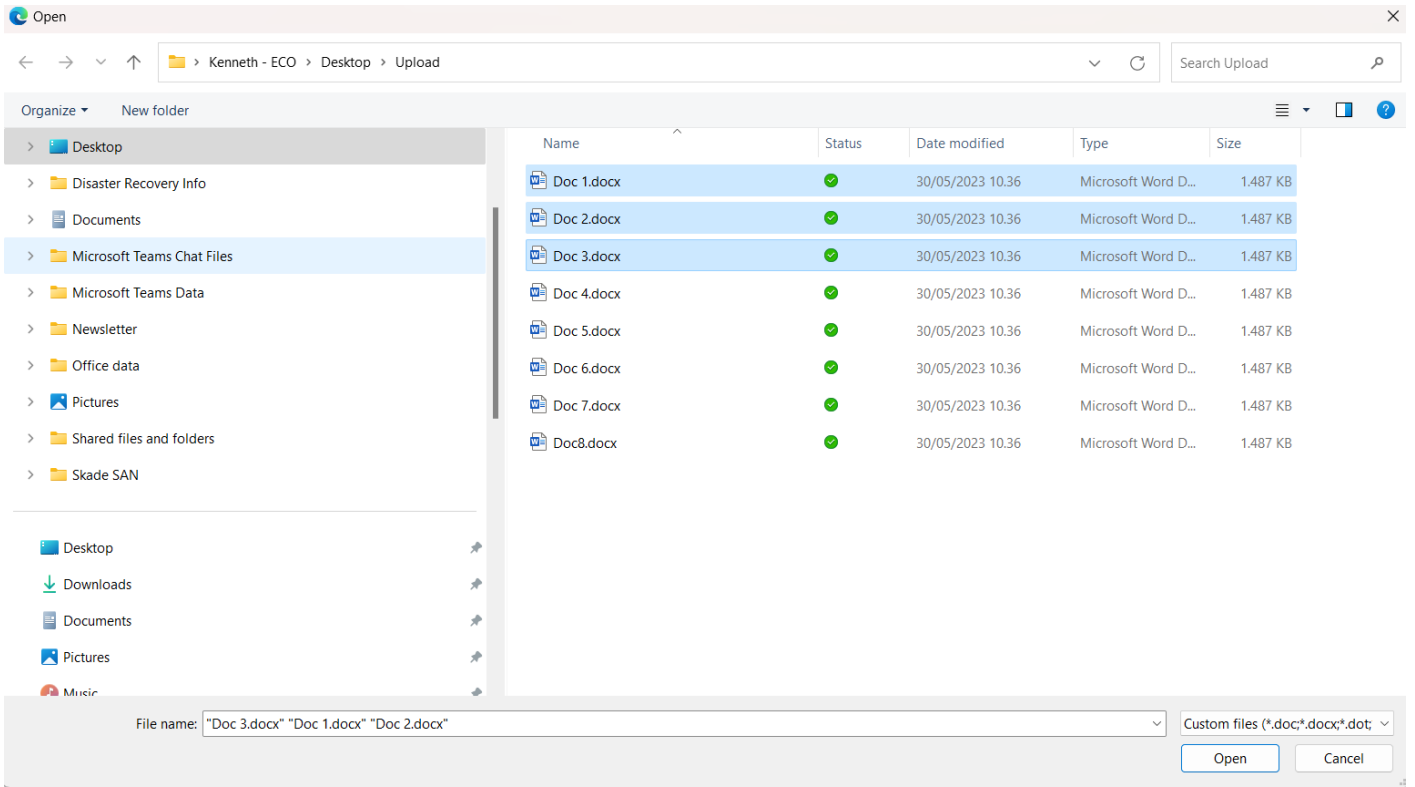 Open
Kenneth - ECO > Desktop > Upload
Search Upload
Organize
New folder
Desktop
Disaster Recovery Info
Documents
Microsoft Teams Chat Files
Microsoft Teams Data
Newsletter
Office data
Pictures
Shared files and folders
Skade SAN
Desktop
Downloads
Documents
Pictures
Music
Name Status Date modified Type Size
Doc 1.docx 30/05/2023 10.36 Microsoft Word D... 1.487 KB
Doc 2.docx 30/05/2023 10.36 Microsoft Word D... 1.487 KB
Doc 3.docx 30/05/2023 10.36 Microsoft Word D... 1.487 KB
Doc 4.docx 30/05/2023 10.36 Microsoft Word D... 1.487 KB
Doc 5.docx 30/05/2023 10.36 Microsoft Word D... 1.487 KB
Doc 6.docx 30/05/2023 10.36 Microsoft Word D... 1.487 KB
Doc 7.docx 30/05/2023 10.36 Microsoft Word D... 1.487 KB
Doc8.docx 30/05/2023 10.36 Microsoft Word D... 1.487 KB
File name: "Doc 3.docx" "Doc 1.docx" "Doc 2.docx"
Custom files (*.doc;*.docx;*.dot;
Open
Cancel